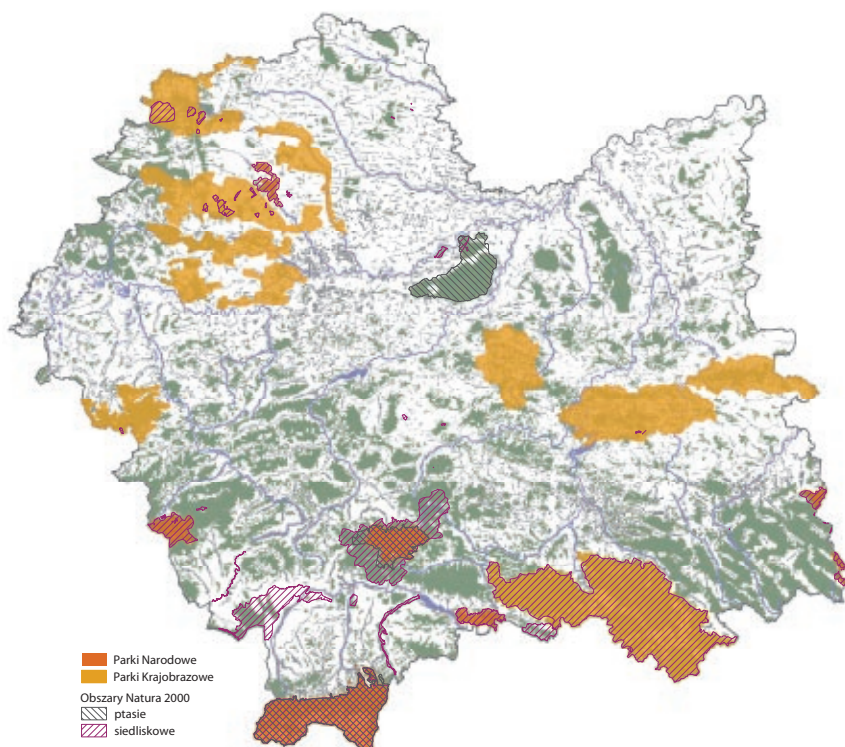 Parki Narodowe
Parki Krajobrazowe
Obszary Natura 2000
ptasie
siedliskowe